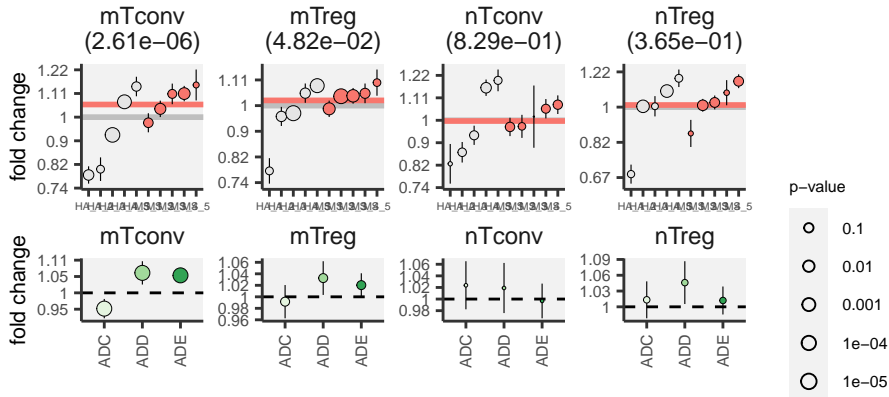 mTconv
(2.61e−06)
mTreg
(4.82e−02)
nTconv
(8.29e−01)
nTreg
(3.65e−01)
fold change
1.22
1.1
1
0.9
0.82
0.74
1.11
1
0.9
0.82
0.74
1.22
1.11
1
0.9
0.82
0.74
1.22
1
0.82
0.67
mTconv
mTreg
nTconv
nTreg
fold change
1.11
1.05
1
0.95
1.06
1.04
1.02
1
0.98
0.96
1.06
1.04
1.02
1
0.98
1.09
1.06
1.03
1
ADC
ADD
ADE
ADC
ADD
ADE
ADC
ADD
ADE
ADC
ADD
ADE
p−value
0.1
0.01
0.001
1e−04
1e−05